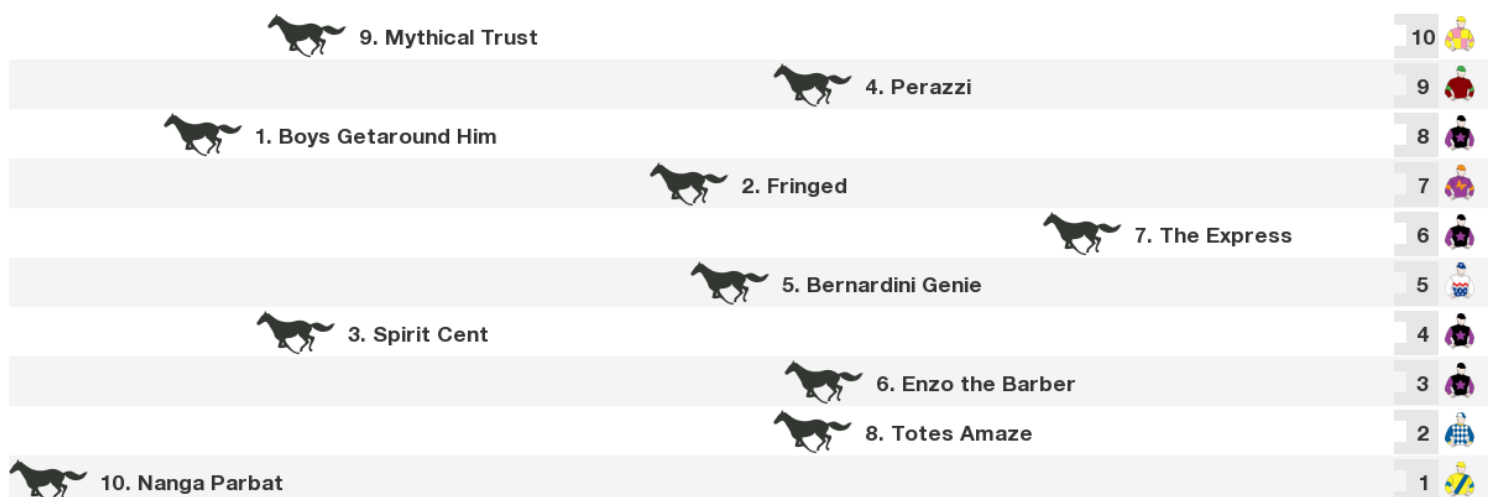 9. Mythical Trust 10
4. Perazzi 9
1. Boys Getaround Him 8
2. Fringed 7
7. The Express 6
5. Bernardini Genie 5
3. Spirit Cent 4
6. Enzo the Barber 3
8. Totes Amaze 2
10. Nanga Parbat 1